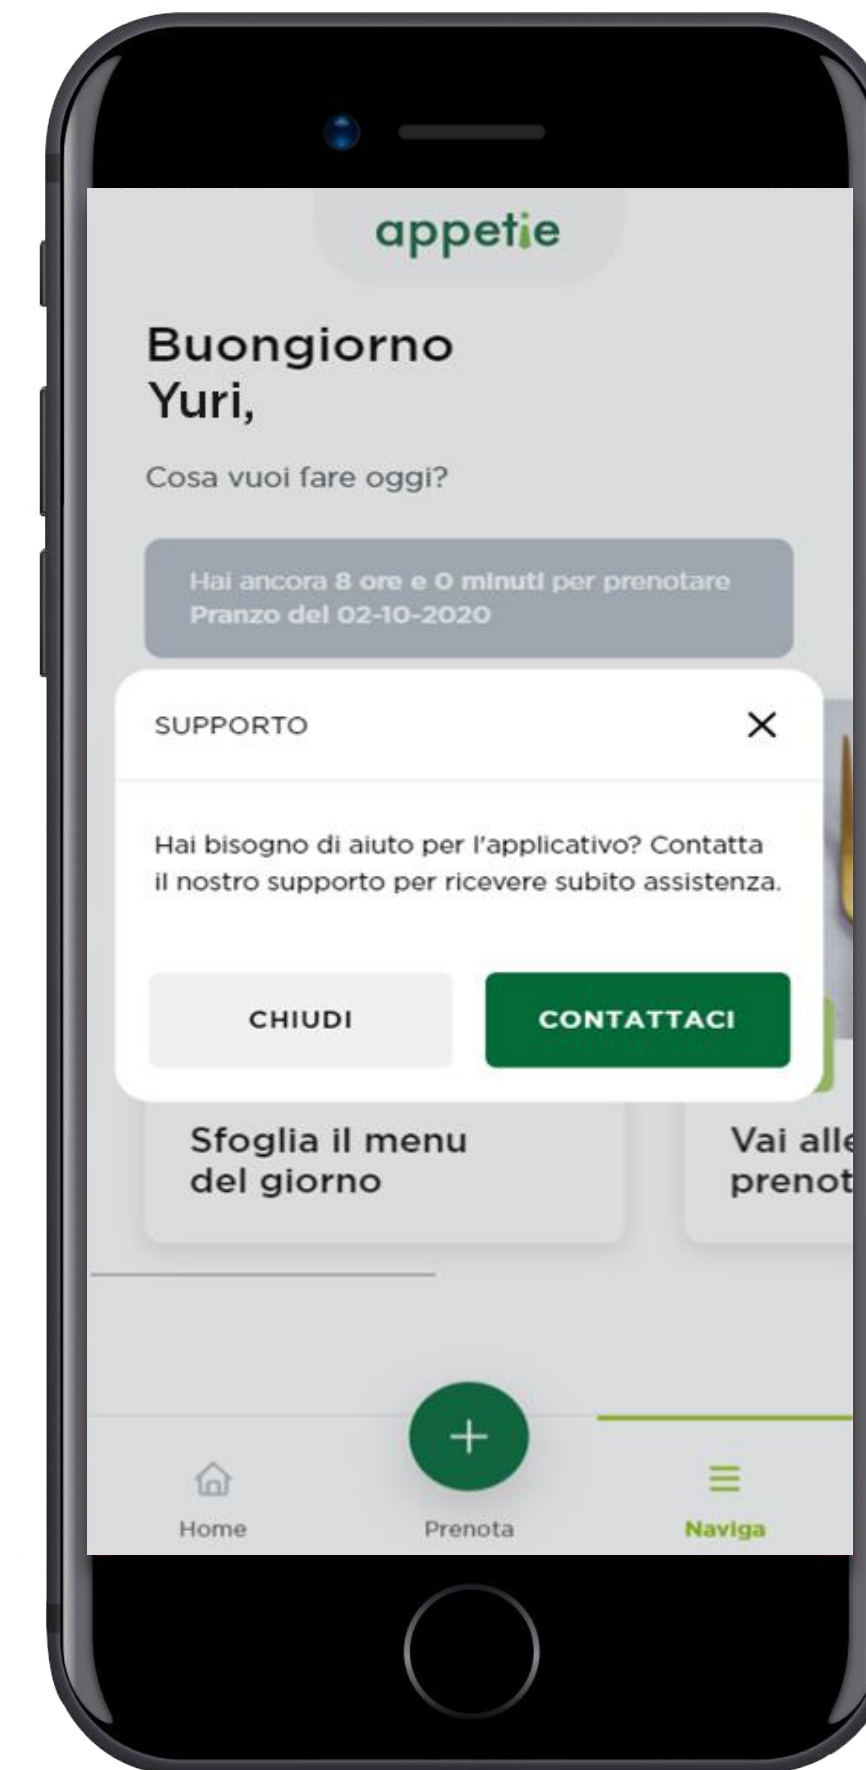 appetie
Buongiorno
Yuri,
Cosa vuoi fare oggi?
Hai ancora 8 ore e 0 minuti per prenotare
Pranzo del 02-10-2020
SUPPORTO
Hai bisogno di aiuto per l'applicativo? Contatta
il nostro supporto per ricevere subito assistenza.
CHIUDI
CONTATTACI
Sfoglia il menu
del giorno
Vai alle
prenot
Home
Prenota
Naviga